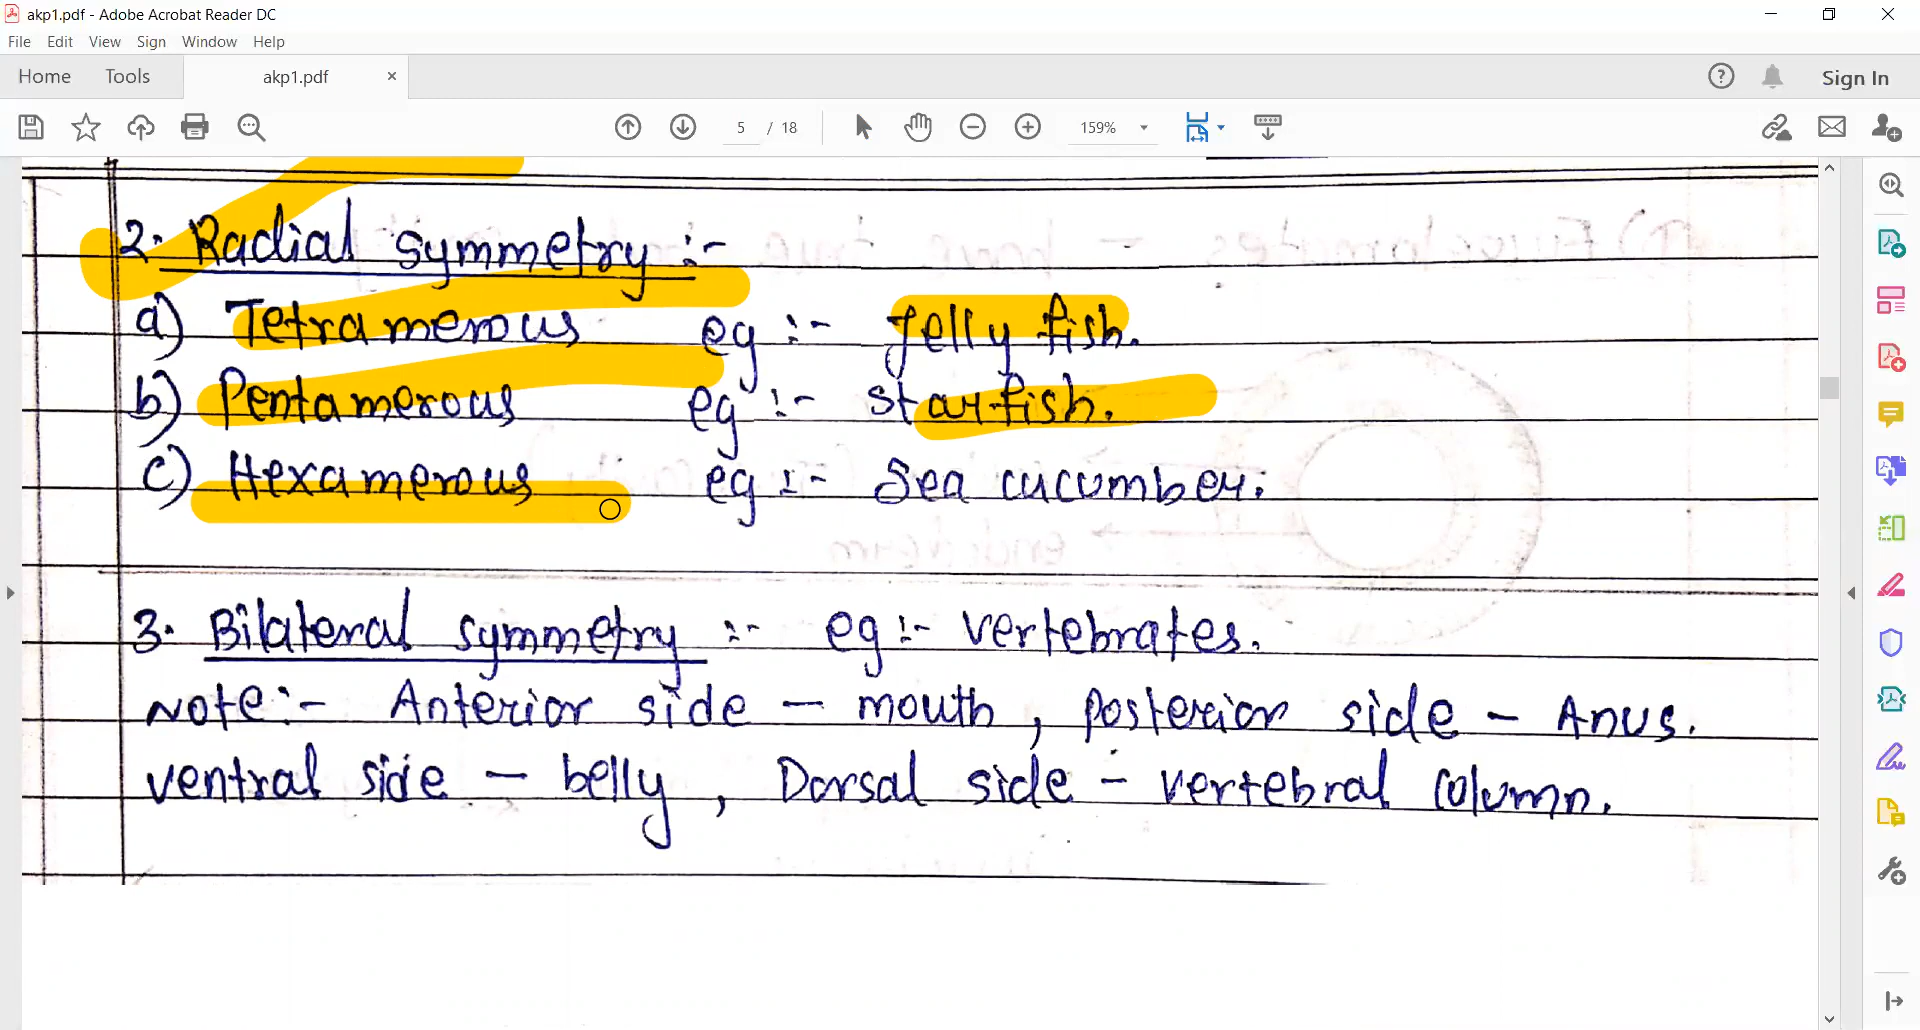 akp1.pdf - Adobe Acrobat Reader DC
File Edit View Sign Window Help
Home Tools akp1.pdf Sign In
5 / 18 159%
2. Radial symmetry :-
a) Tetramerous eg :- Jelly fish.
b) Pentamerous eg :- starfish.
c) Hexamerous eg :- Sea cucumber.
3. Bilateral symmetry :- eg :- vertebrates.
Note :- Anterior side - mouth, posterior side - Anus.
ventral side - belly, Dorsal side - vertebral column.